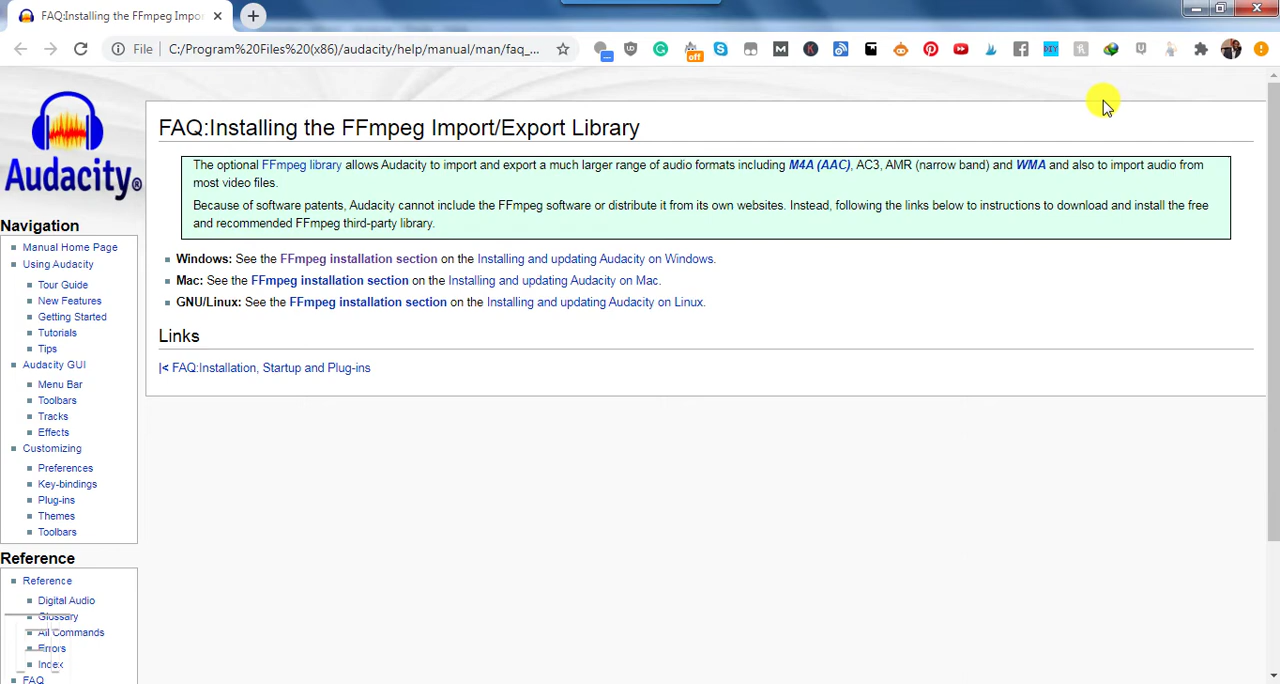 FAQ:Installing the FFmpeg Impor
File C:/Program%20Files%20(x86)/audacity/help/manual/man/faq_...
off
DIY
Audacity®
FAQ:Installing the FFmpeg Import/Export Library
The optional FFmpeg library allows Audacity to import and export a much larger range of audio formats including M4A (AAC), AC3, AMR (narrow band) and WMA and also to import audio from
most video files.
Because of software patents, Audacity cannot include the FFmpeg software or distribute it from its own websites. Instead, following the links below to instructions to download and install the free
and recommended FFmpeg third-party library.
Windows: See the FFmpeg installation section on the Installing and updating Audacity on Windows.
Mac: See the FFmpeg installation section on the Installing and updating Audacity on Mac.
GNU/Linux: See the FFmpeg installation section on the Installing and updating Audacity on Linux.
Links
|< FAQ:Installation, Startup and Plug-ins
Navigation
Manual Home Page
Using Audacity
Tour Guide
New Features
Getting Started
Tutorials
Tips
Audacity GUI
Menu Bar
Toolbars
Tracks
Effects
Customizing
Preferences
Key-bindings
Plug-ins
Themes
Toolbars
Reference
Reference
Digital Audio
Glossary
All Commands
Errors
Index
FAQ